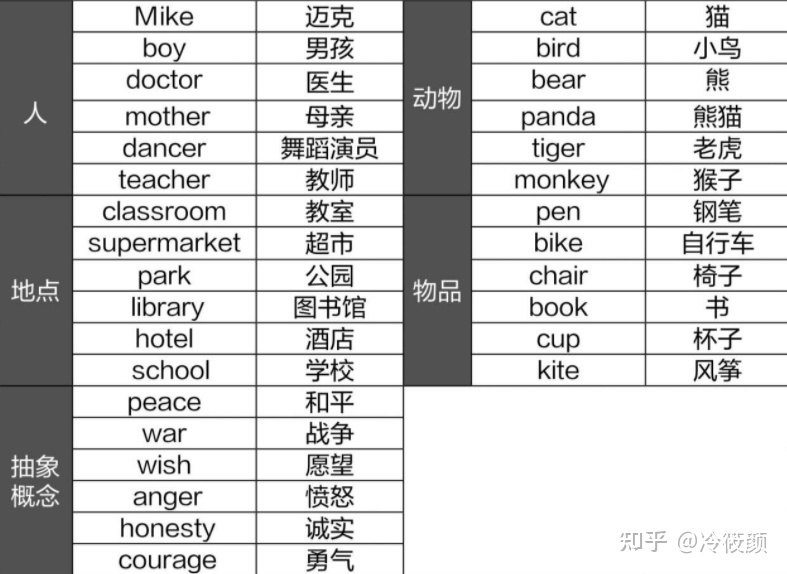 人
Mike 迈克
boy 男孩
doctor 医生
mother 母亲
dancer 舞蹈演员
teacher 教师
地点
classroom 教室
supermarket 超市
park 公园
library 图书馆
hotel 酒店
school 学校
抽象
概念
peace 和平
war 战争
wish 愿望
anger 愤怒
honesty 诚实
courage 勇气
动物
cat 猫
bird 小鸟
bear 熊
panda 熊猫
tiger 老虎
monkey 猴子
物品
pen 钢笔
bike 自行车
chair 椅子
book 书
cup 杯子
kite 风筝
知乎 @冷筱颜